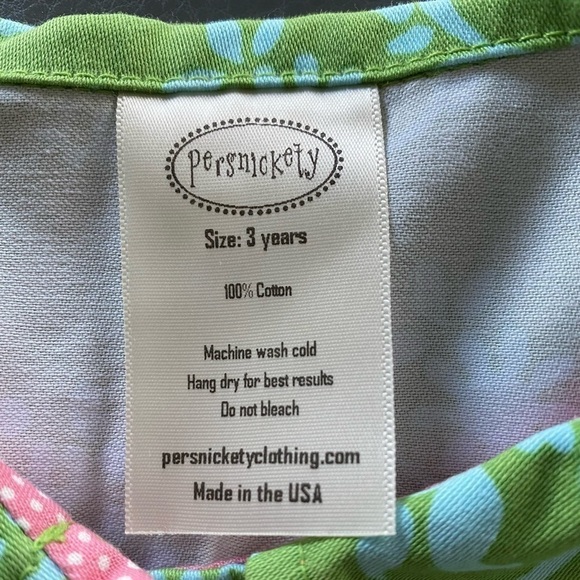 persnickety
Size: 3 years
100% Cotton
Machine wash cold
Hang dry for best results
Do not bleach
persnicketyclothing.com
Made in the USA